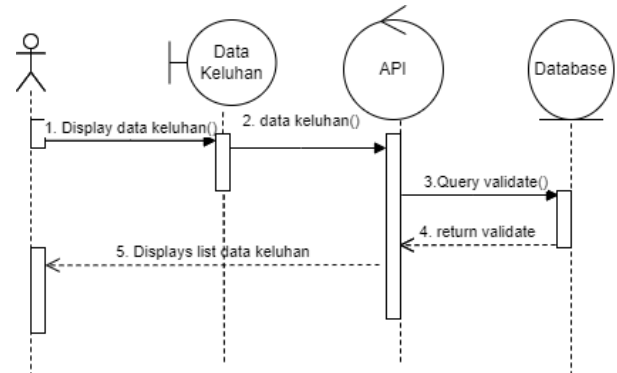 Data
Keluhan
API
Database
1. Display data keluhan()
2. data keluhan()
3.Query validate()
4. return validate
5. Displays list data keluhan